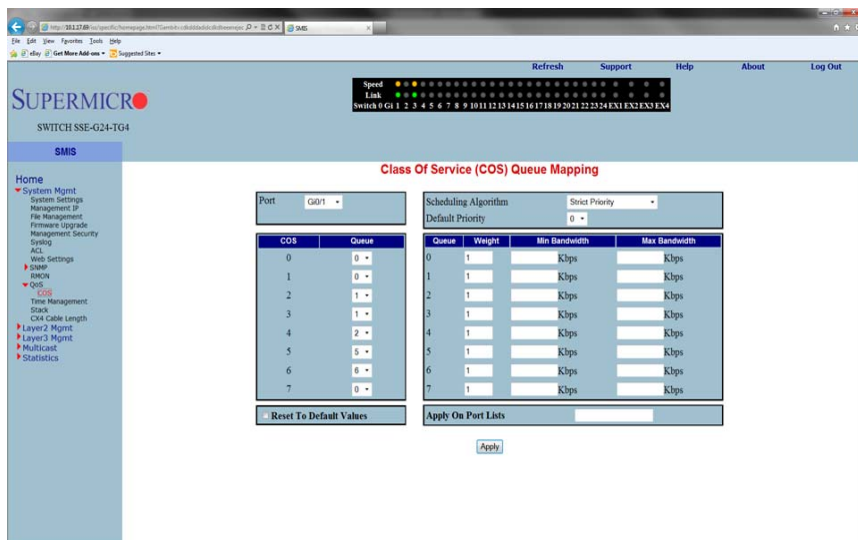 SMIS
File Edit View Favorites Tools Help
eBay Get More Add-ons Suggested Sites
Refresh Support Help About Log Out
SUPERMICRO
SWITCH SSE-G24-TG4
Speed
Link
Switch 0 Gi 1 2 3 4 5 6 7 8 9 10 11 12 13 14 15 16 17 18 19 20 21 22 23 24 EX1 EX2 EX3 EX4
SMIS
Home
System Mgmt
System Settings
Management IP
File Management
Firmware Upgrade
Management Security
Syslog
ACL
Web Settings
SNMP
RMON
QoS
COS
Time Management
Stack
CX4 Cable Length
Layer2 Mgmt
Layer3 Mgmt
Multicast
Statistics
Class Of Service (COS) Queue Mapping
Port Gi0/1
Scheduling Algorithm Strict Priority
Default Priority 0
COS Queue
0 0
1 0
2 1
3 1
4 2
5 5
6 6
7 0
Queue Weight Min Bandwidth Max Bandwidth
0 1 Kbps Kbps
1 1 Kbps Kbps
2 1 Kbps Kbps
3 1 Kbps Kbps
4 1 Kbps Kbps
5 1 Kbps Kbps
6 1 Kbps Kbps
7 1 Kbps Kbps
Reset To Default Values
Apply On Port Lists
Apply